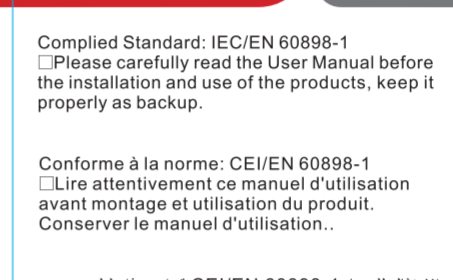 Complied Standard: IEC/EN 60898-1
□Please carefully read the User Manual before
the installation and use of the products, keep it
properly as backup.
Conforme à la norme: CEI/EN 60898-1
□Lire attentivement ce manuel d'utilisation
avant montage et utilisation du produit.
Conserver le manuel d'utilisation..